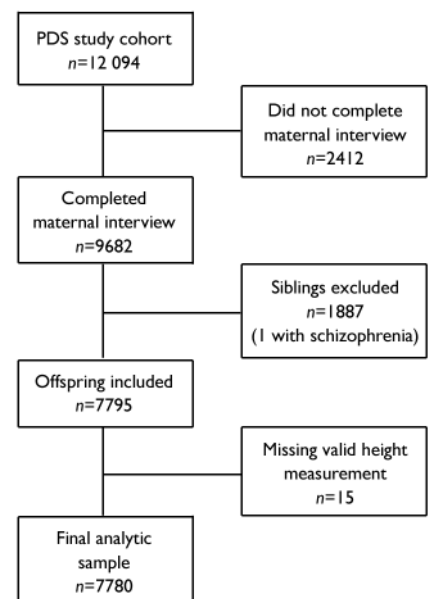 PDS study cohort
n=12 094
Did not complete
maternal interview
n=2412
Completed
maternal interview
n=9682
Siblings excluded
n=1887
(1 with schizophrenia)
Offspring included
n=7795
Missing valid height
measurement
n=15
Final analytic
sample
n=7780